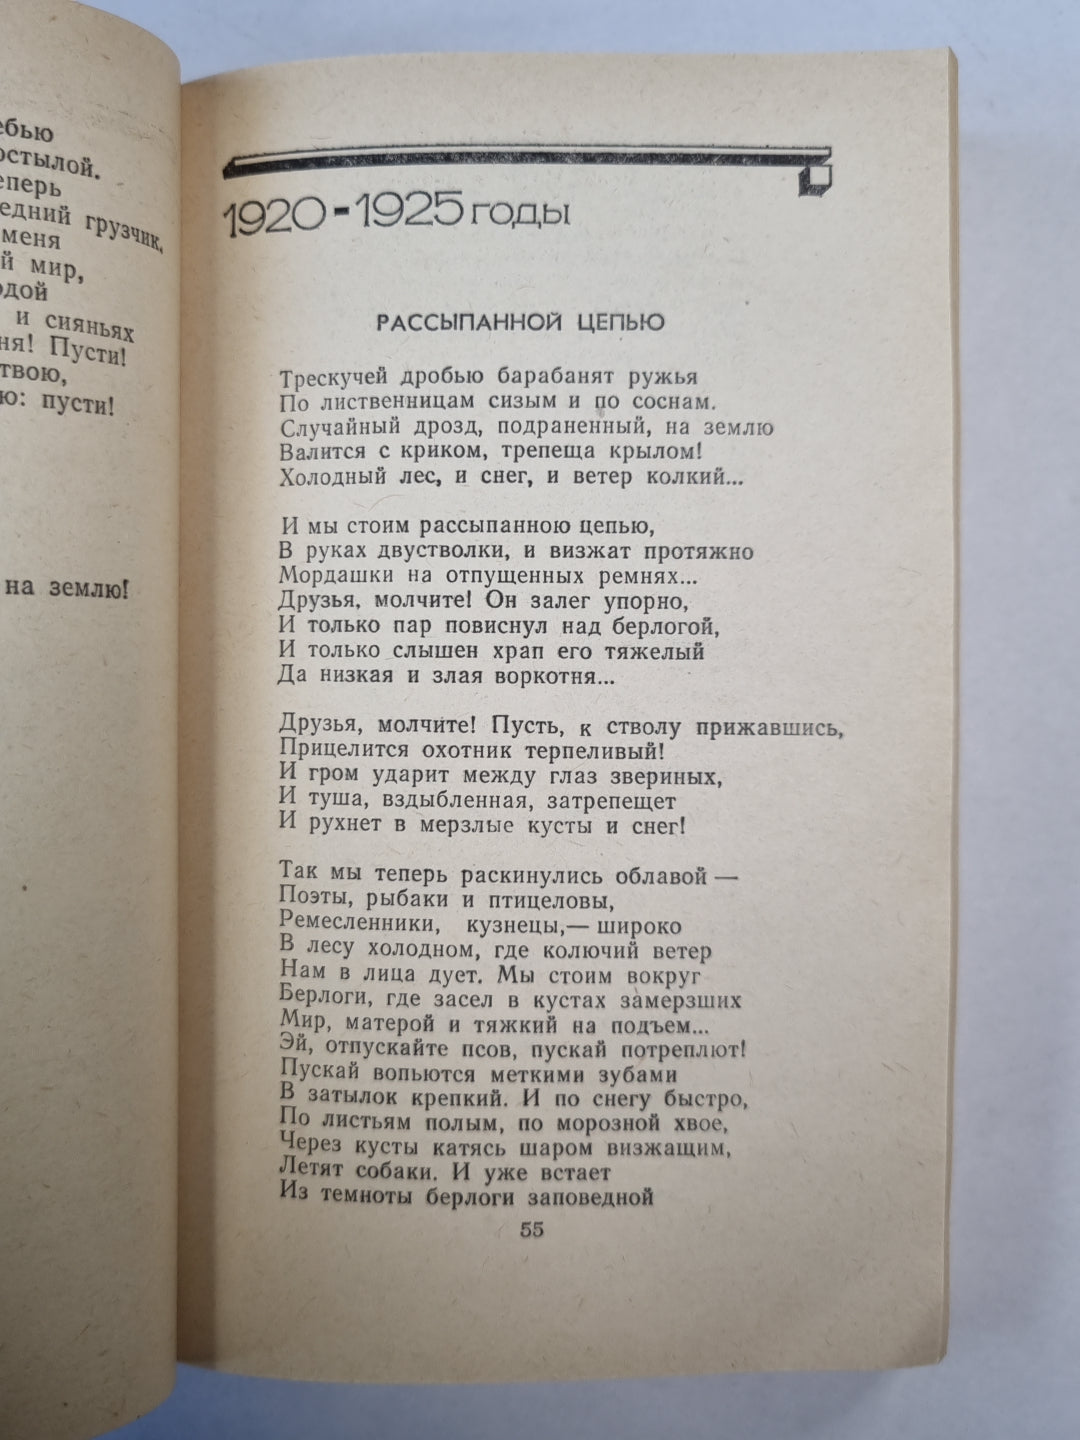 остылой.
грузчик.
меня
мир,
и сияньях
Пусти!
пусти!
на землю!
1920-1925 годы
РАССЫПАННОЙ ЦЕПЬЮ
Трескучей дробью барабанят ружья
По лиственницам сизым и по соснам.
Случайный дрозд, подраненный, на землю
Валится с криком, трепеща крылом!
Холодный лес, и снег, и ветер колкий...
И мы стоим рассыпанною цепью,
В руках двустволки, и визжат протяжно
Мордашки на отпущенных ремнях...
Друзья, молчите! Он залег упорно,
И только пар повиснул над берлогой,
И только слышен храп его тяжелый
Да низкая и злая воркотня...
Друзья, молчите! Пусть, к стволу прижавшись,
Прицелится охотник терпеливый!
И гром ударит между глаз звериных,
И туша, вздыбленная, затрепещет
И рухнет в мерзлые кусты и снег!
Так мы теперь раскинулись облавой —
Поэты, рыбаки и птицеловы,
Ремесленники, кузнецы,— широко
В лесу холодном, где колючий ветер
Нам в лица дует. Мы стоим вокруг
Берлоги, где засел в кустах замерзших
Мир, матерой и тяжкий на подъем...
Эй, отпускайте псов, пускай потреплют!
Пускай вопьются меткими зубами
В затылок крепкий. И по снегу быстро,
По листьям полым, по морозной хвое,
Через кусты катясь шаром визжащим,
Летят собаки. И уже встает
Из темноты берлоги заповедной
55